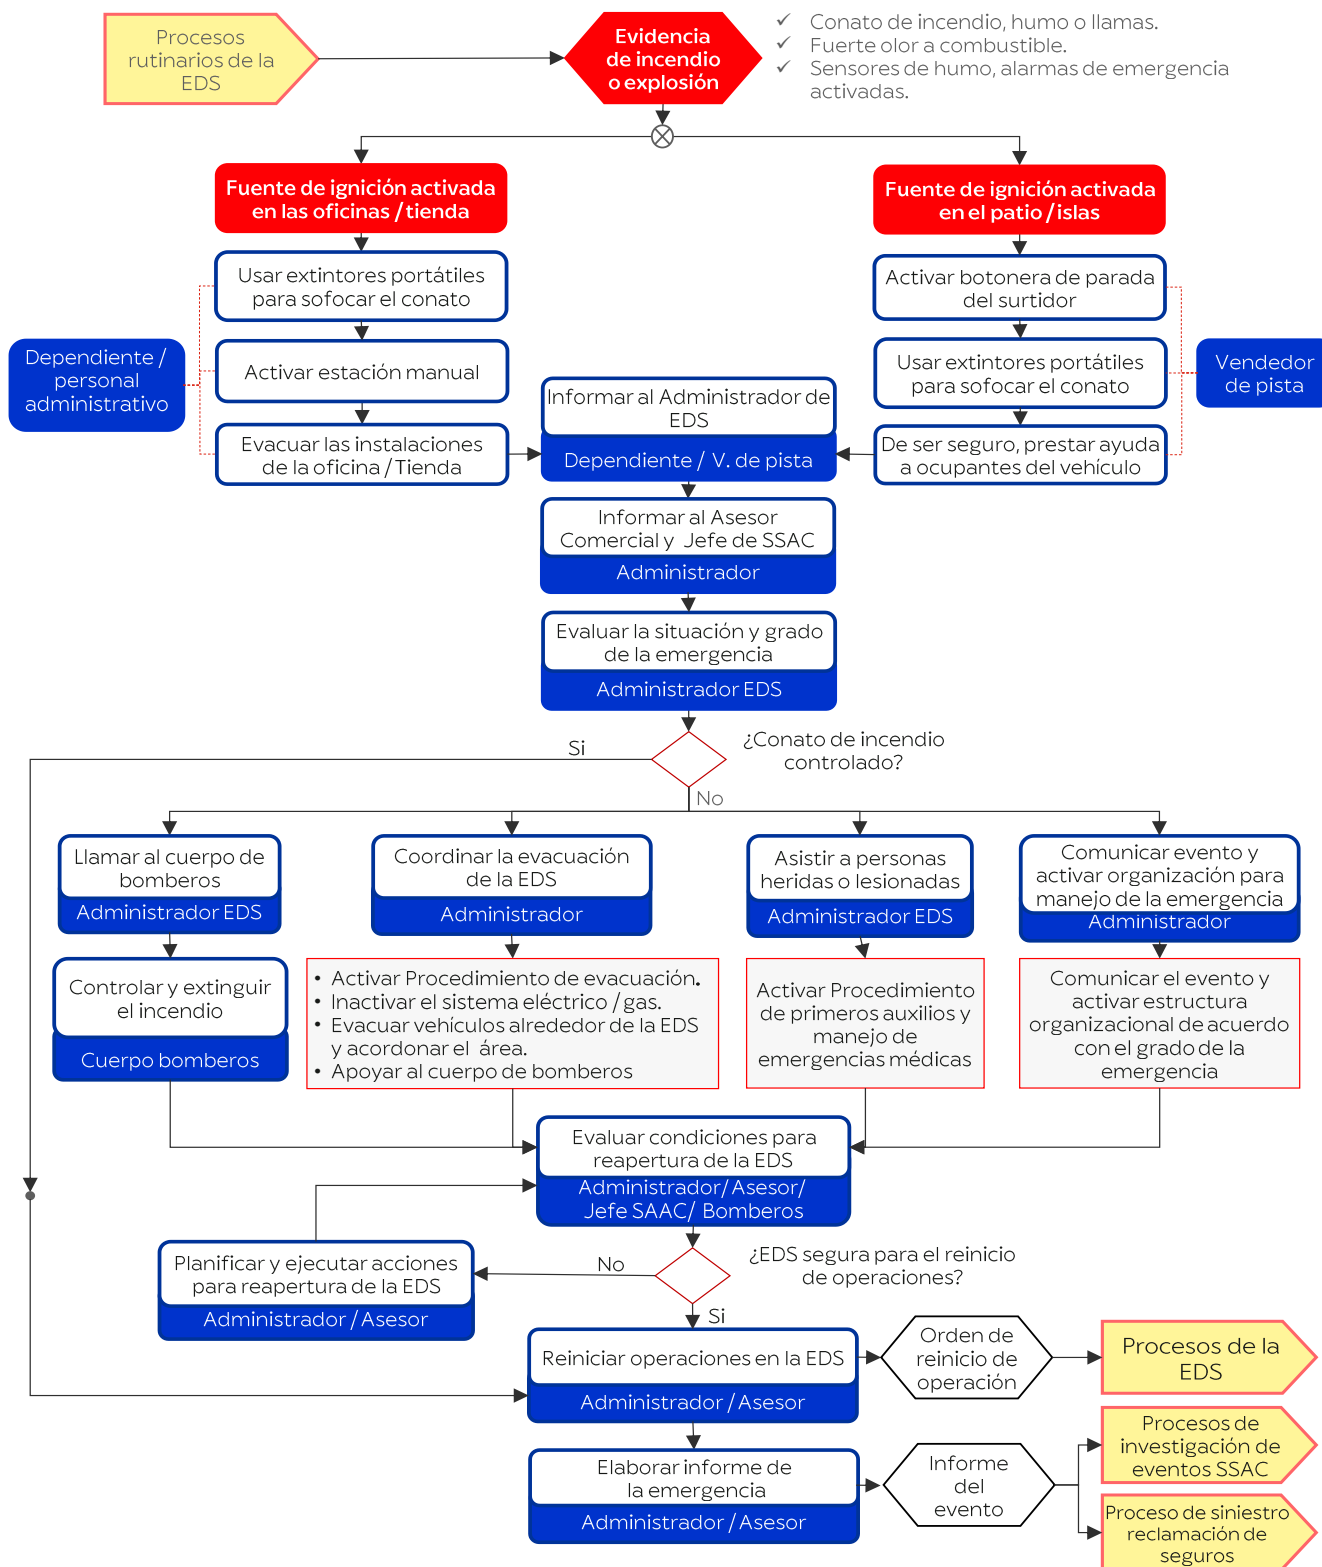 Procesos
rutinarios de la
EDS
Evidencia
de incendio
o explosión
✓ Conato de incendio, humo o llamas.
✓ Fuerte olor a combustible.
✓ Sensores de humo, alarmas de emergencia
activadas.
Fuente de ignición activada
en las oficinas / tienda
Fuente de ignición activada
en el patio / islas
Usar extintores portátiles
para sofocar el conato
Activar estación manual
Evacuar las instalaciones
de la oficina / Tienda
Dependiente /
personal
administrativo
Activar botonera de parada
del surtidor
Usar extintores portátiles
para sofocar el conato
De ser seguro, prestar ayuda
a ocupantes del vehículo
Vendedor
de pista
Informar al Administrador de
EDS
Dependiente / V. de pista
Informar al Asesor
Comercial y Jefe de SSAC
Administrador
Evaluar la situación y grado
de la emergencia
Administrador EDS
¿Conato de incendio
controlado?
Si
No
Llamar al cuerpo de
bomberos
Administrador EDS
Coordinar la evacuación
de la EDS
Administrador
Asistir a personas
heridas o lesionadas
Administrador EDS
Comunicar evento y
activar organización para
manejo de la emergencia
Administrador
Controlar y extinguir
el incendio
Cuerpo bomberos
• Activar Procedimiento de evacuación.
• Inactivar el sistema eléctrico / gas.
• Evacuar vehículos alrededor de la EDS
y acordonar el área.
• Apoyar al cuerpo de bomberos
Activar Procedimiento
de primeros auxilios y
manejo de
emergencias médicas
Comunicar el evento y
activar estructura
organizacional de acuerdo
con el grado de la
emergencia
Evaluar condiciones para
reapertura de la EDS
Administrador/ Asesor/
Jefe SAAC/ Bomberos
¿EDS segura para el reinicio
de operaciones?
No
Si
Planificar y ejecutar acciones
para reapertura de la EDS
Administrador / Asesor
Reiniciar operaciones en la EDS
Administrador / Asesor
Orden de
reinicio de
operación
Procesos de la
EDS
Elaborar informe de
la emergencia
Administrador / Asesor
Informe
del
evento
Procesos de
investigación de
eventos SSAC
Proceso de siniestro
reclamación de
seguros